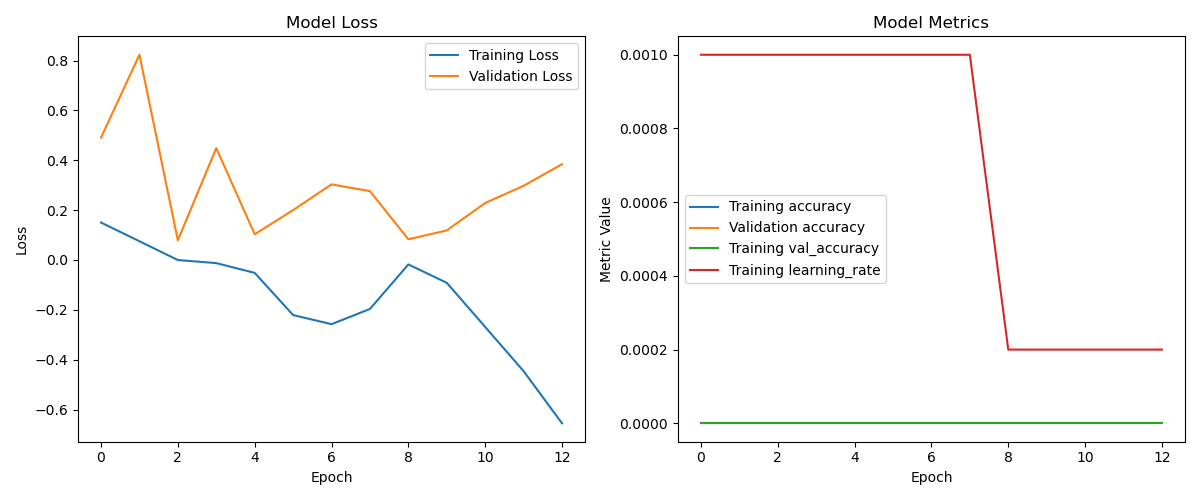 Model Loss
Training Loss
Validation Loss
0.8
0.6
0.4
0.2
0.0
−0.2
−0.4
−0.6
Loss
0 2 4 6 8 10 12
Epoch
Model Metrics
0.0010
0.0008
0.0006
0.0004
0.0002
0.0000
Metric Value
Training accuracy
Validation accuracy
Training val_accuracy
Training learning_rate
0 2 4 6 8 10 12
Epoch